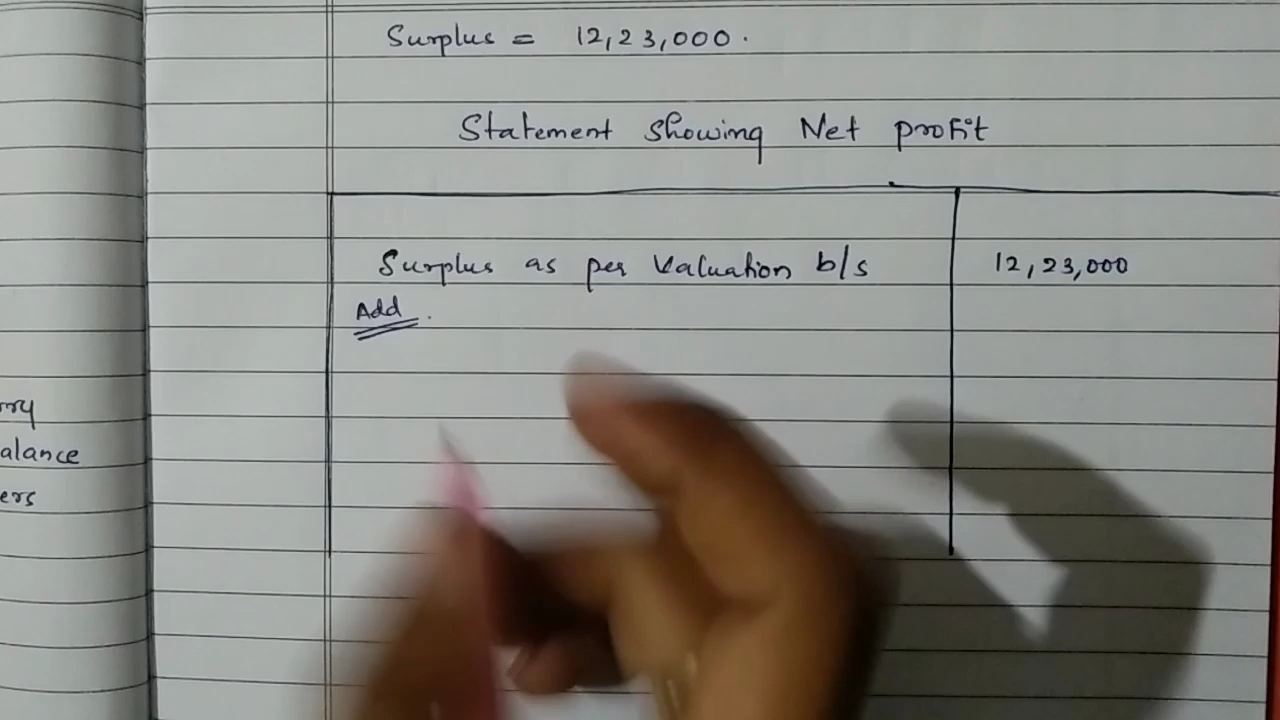 Surplus = 12,23,000.
Statement showing Net profit
Surplus as per Valuation b/s 12,23,000
Add.
alance
ers